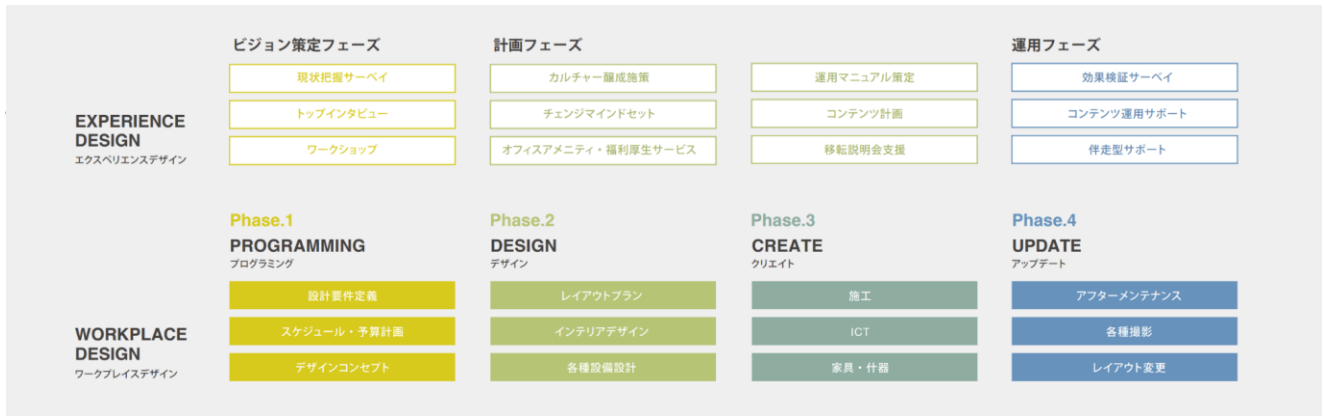 ビジョン策定フェーズ
計画フェーズ
運用フェーズ
EXPERIENCE
DESIGN
エクスペリエンスデザイン
現状把握サーベイ
カルチャー醸成施策
運用マニュアル策定
効果検証サーベイ
トップインタビュー
チェンジマインドセット
コンテンツ計画
コンテンツ運用サポート
ワークショップ
オフィスアメニティ・福利厚生サービス
移転説明会支援
伴走型サポート
Phase.1
PROGRAMMING
プログラミング
Phase.2
DESIGN
デザイン
Phase.3
CREATE
クリエイト
Phase.4
UPDATE
アップデート
WORKPLACE
DESIGN
ワークプレイスデザイン
設計要件定義
レイアウトプラン
施工
アフターメンテナンス
スケジュール・予算計画
インテリアデザイン
ICT
各種撮影
デザインコンセプト
各種設備設計
家具・什器
レイアウト変更